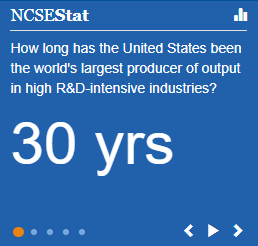 NCSEStat
How long has the United States been
the world's largest producer of output
in high R&D-intensive industries?
30 yrs